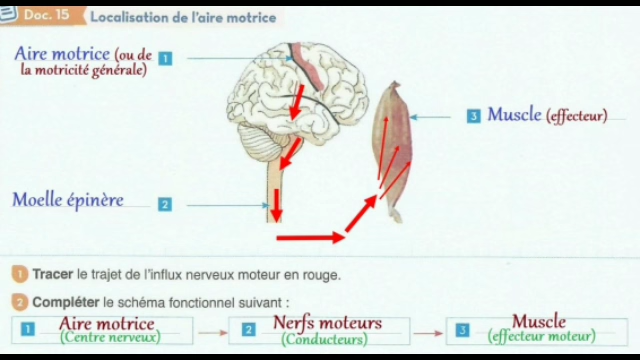 Doc. 15 Localisation de l'aire motrice
Aire motrice (ou de 1
la motricité générale)
3 Muscle (effecteur)
Moelle épinère 2
1 Tracer le trajet de l'influx nerveux moteur en rouge.
2 Compléter le schéma fonctionnel suivant :
1 Aire motrice 2 Nerfs moteurs 3 Muscle
(Centre nerveux) (Conducteurs) (effecteur moteur)